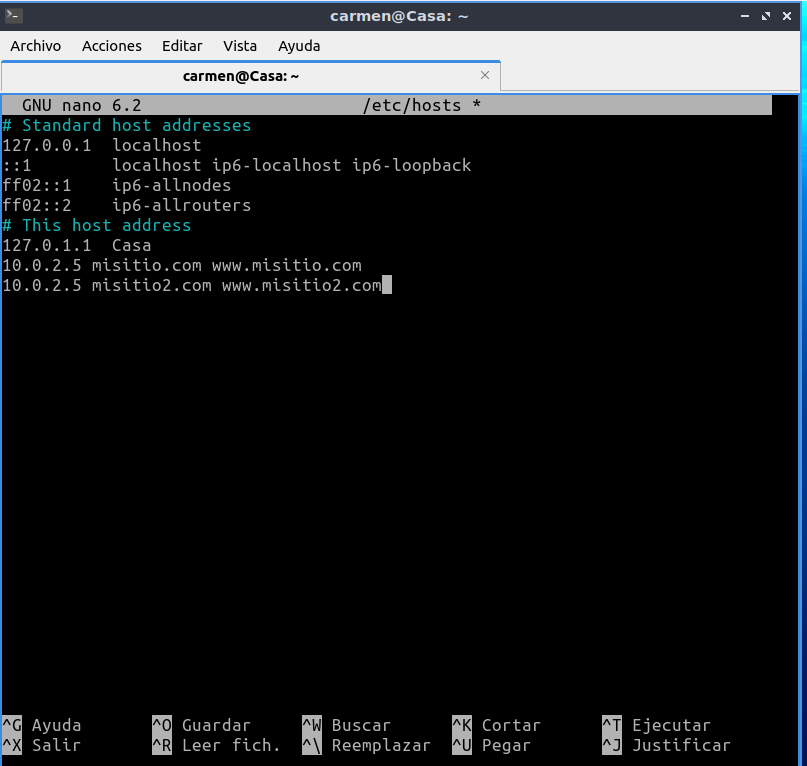 carmen@Casa: ~
Archivo Acciones Editar Vista Ayuda
carmen@Casa: ~
GNU nano 6.2 /etc/hosts *
# Standard host addresses
127.0.0.1 localhost
::1 localhost ip6-localhost ip6-loopback
ff02::1 ip6-allnodes
ff02::2 ip6-allrouters
# This host address
127.0.1.1 Casa
10.0.2.5 misitio.com www.misitio.com
10.0.2.5 misitio2.com www.misitio2.com
^G Ayuda ^O Guardar ^W Buscar ^K Cortar ^T Ejecutar
^X Salir ^R Leer fich. ^\ Reemplazar ^U Pegar ^J Justificar